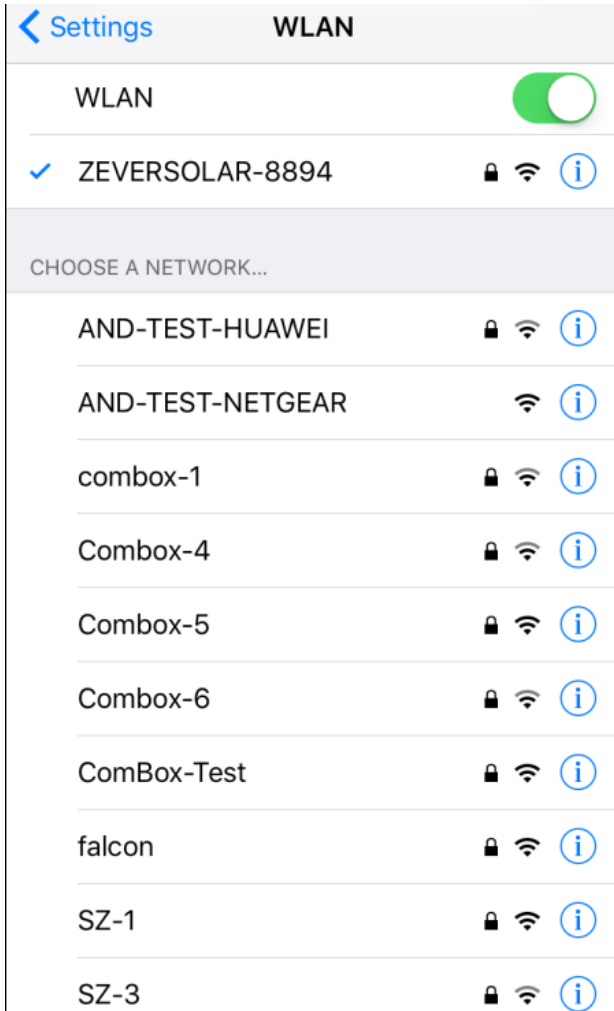 Settings WLAN
WLAN
ZEVERSOLAR-8894
CHOOSE A NETWORK...
AND-TEST-HUAWEI
AND-TEST-NETGEAR
combox-1
Combox-4
Combox-5
Combox-6
ComBox-Test
falcon
SZ-1
SZ-3